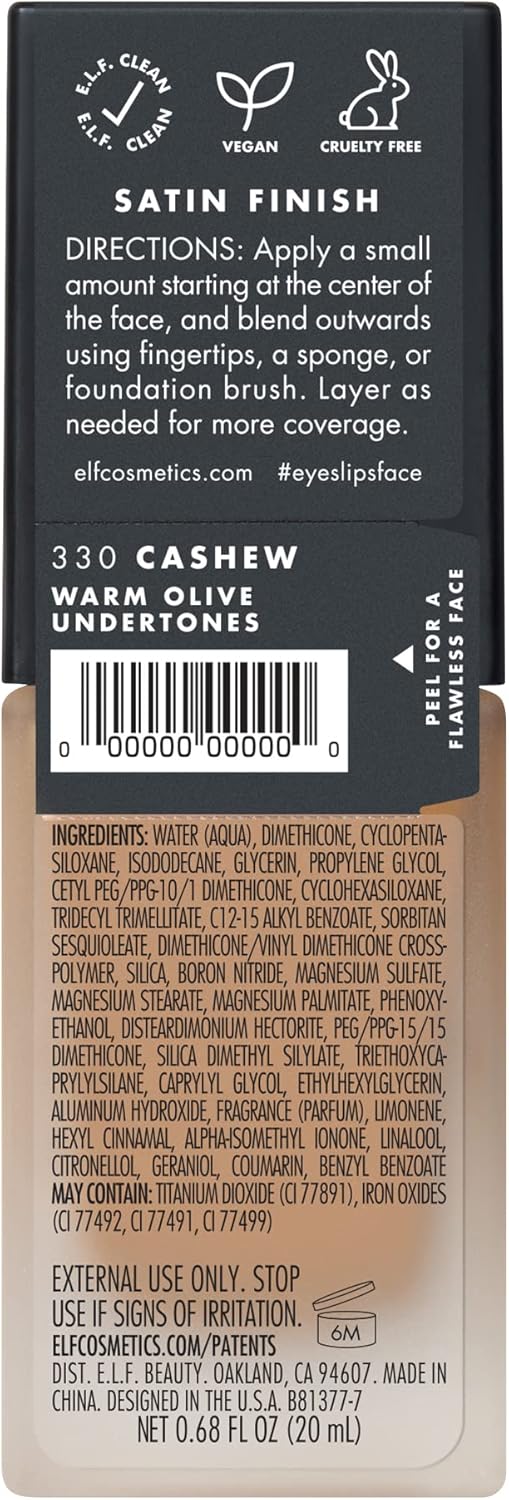 E.L.F. CLEAN
E.L.F. CLEAN
VEGAN
CRUELTY FREE
SATIN FINISH
DIRECTIONS: Apply a small
amount starting at the center of
the face, and blend outwards
using fingertips, a sponge, or
foundation brush. Layer as
needed for more coverage.
elfcosmetics.com #eyeslipsface
330 CASHEW
WARM OLIVE
UNDERTONES
PEEL FOR A
FLAWLESS FACE
0 00000 00000 0
INGREDIENTS: WATER (AQUA), DIMETHICONE, CYCLOPENTA-
SILOXANE, ISODODECANE, GLYCERIN, PROPYLENE GLYCOL,
CETYL PEG/PPG-10/1 DIMETHICONE, CYCLOHEXASILOXANE,
TRIDECYL TRIMELLITATE, C12-15 ALKYL BENZOATE, SORBITAN
SESQUIOLEATE, DIMETHICONE/VINYL DIMETHICONE CROSS-
POLYMER, SILICA, BORON NITRIDE, MAGNESIUM SULFATE,
MAGNESIUM STEARATE, MAGNESIUM PALMITATE, PHENOXY-
ETHANOL, DISTEARDIMONIUM HECTORITE, PEG/PPG-15/15
DIMETHICONE, SILICA DIMETHYL SILYLATE, TRIETHOXYCA-
PRYLYLSILANE, CAPRYLYL GLYCOL, ETHYLHEXYLGLYCERIN,
ALUMINUM HYDROXIDE, FRAGRANCE (PARFUM), LIMONENE,
HEXYL CINNAMAL, ALPHA-ISOMETHYL IONONE, LINALOOL,
CITRONELLOL, GERANIOL, COUMARIN, BENZYL BENZOATE
MAY CONTAIN: TITANIUM DIOXIDE (CI 77891), IRON OXIDES
(CI 77492, CI 77491, CI 77499)
EXTERNAL USE ONLY. STOP
USE IF SIGNS OF IRRITATION.
6M
ELFCOSMETICS.COM/PATENTS
DIST. E.L.F. BEAUTY. OAKLAND, CA 94607. MADE IN
CHINA. DESIGNED IN THE U.S.A. B81377-7
NET 0.68 FL OZ (20 mL)